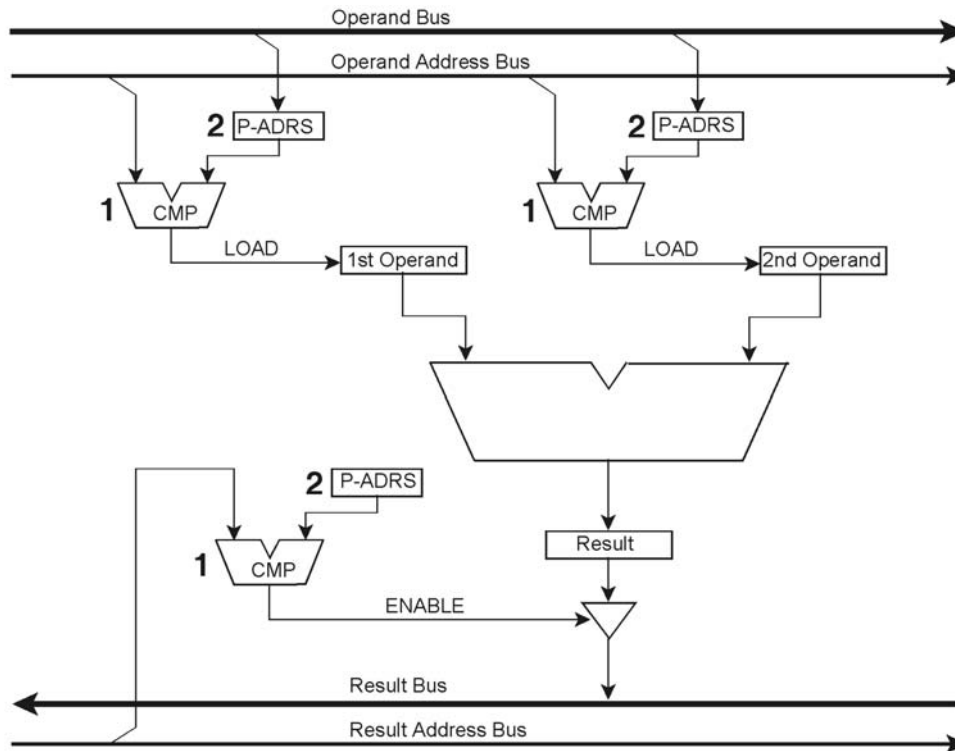 Operand Bus
Operand Address Bus
2 P-ADRS
2 P-ADRS
1 CMP
1 CMP
LOAD
1st Operand
LOAD
2nd Operand
2 P-ADRS
1 CMP
Result
ENABLE
Result Bus
Result Address Bus